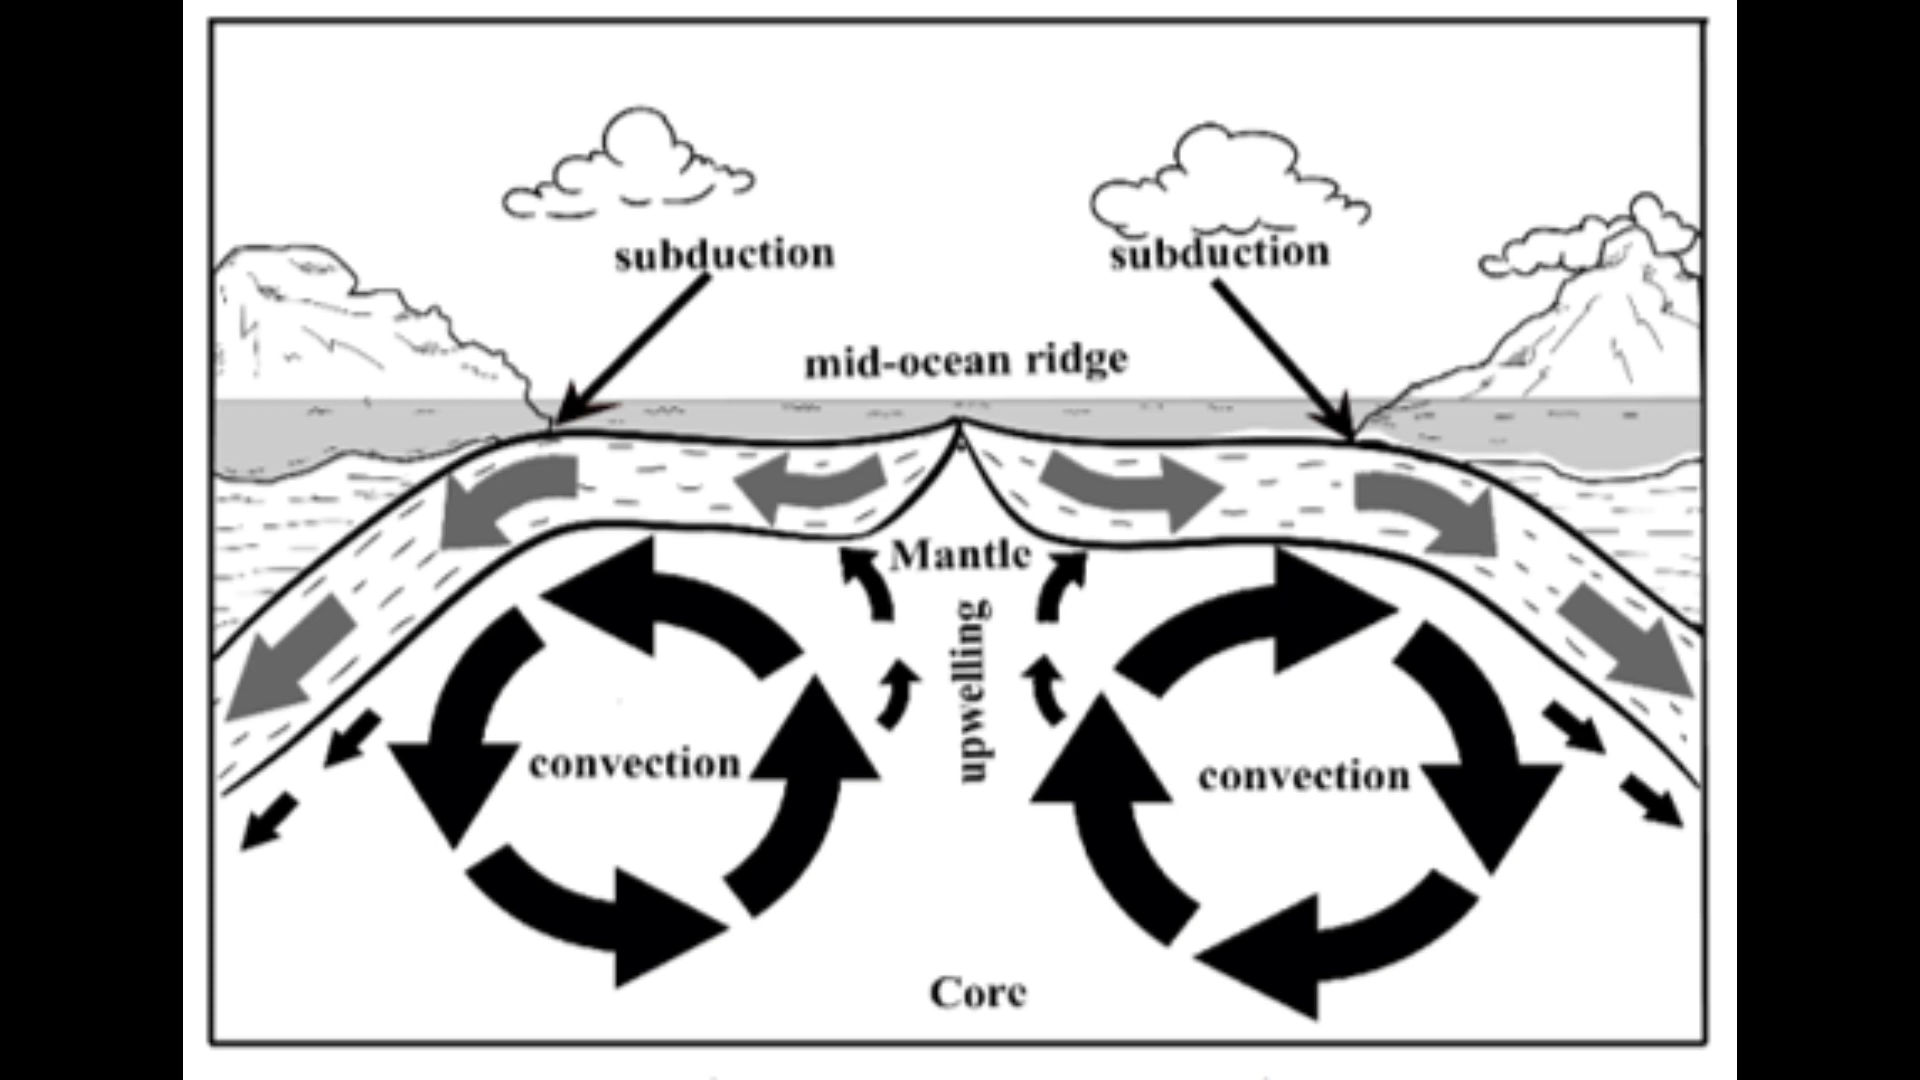 subduction
subduction
mid-ocean ridge
Mantle
upwelling
convection
convection
Core